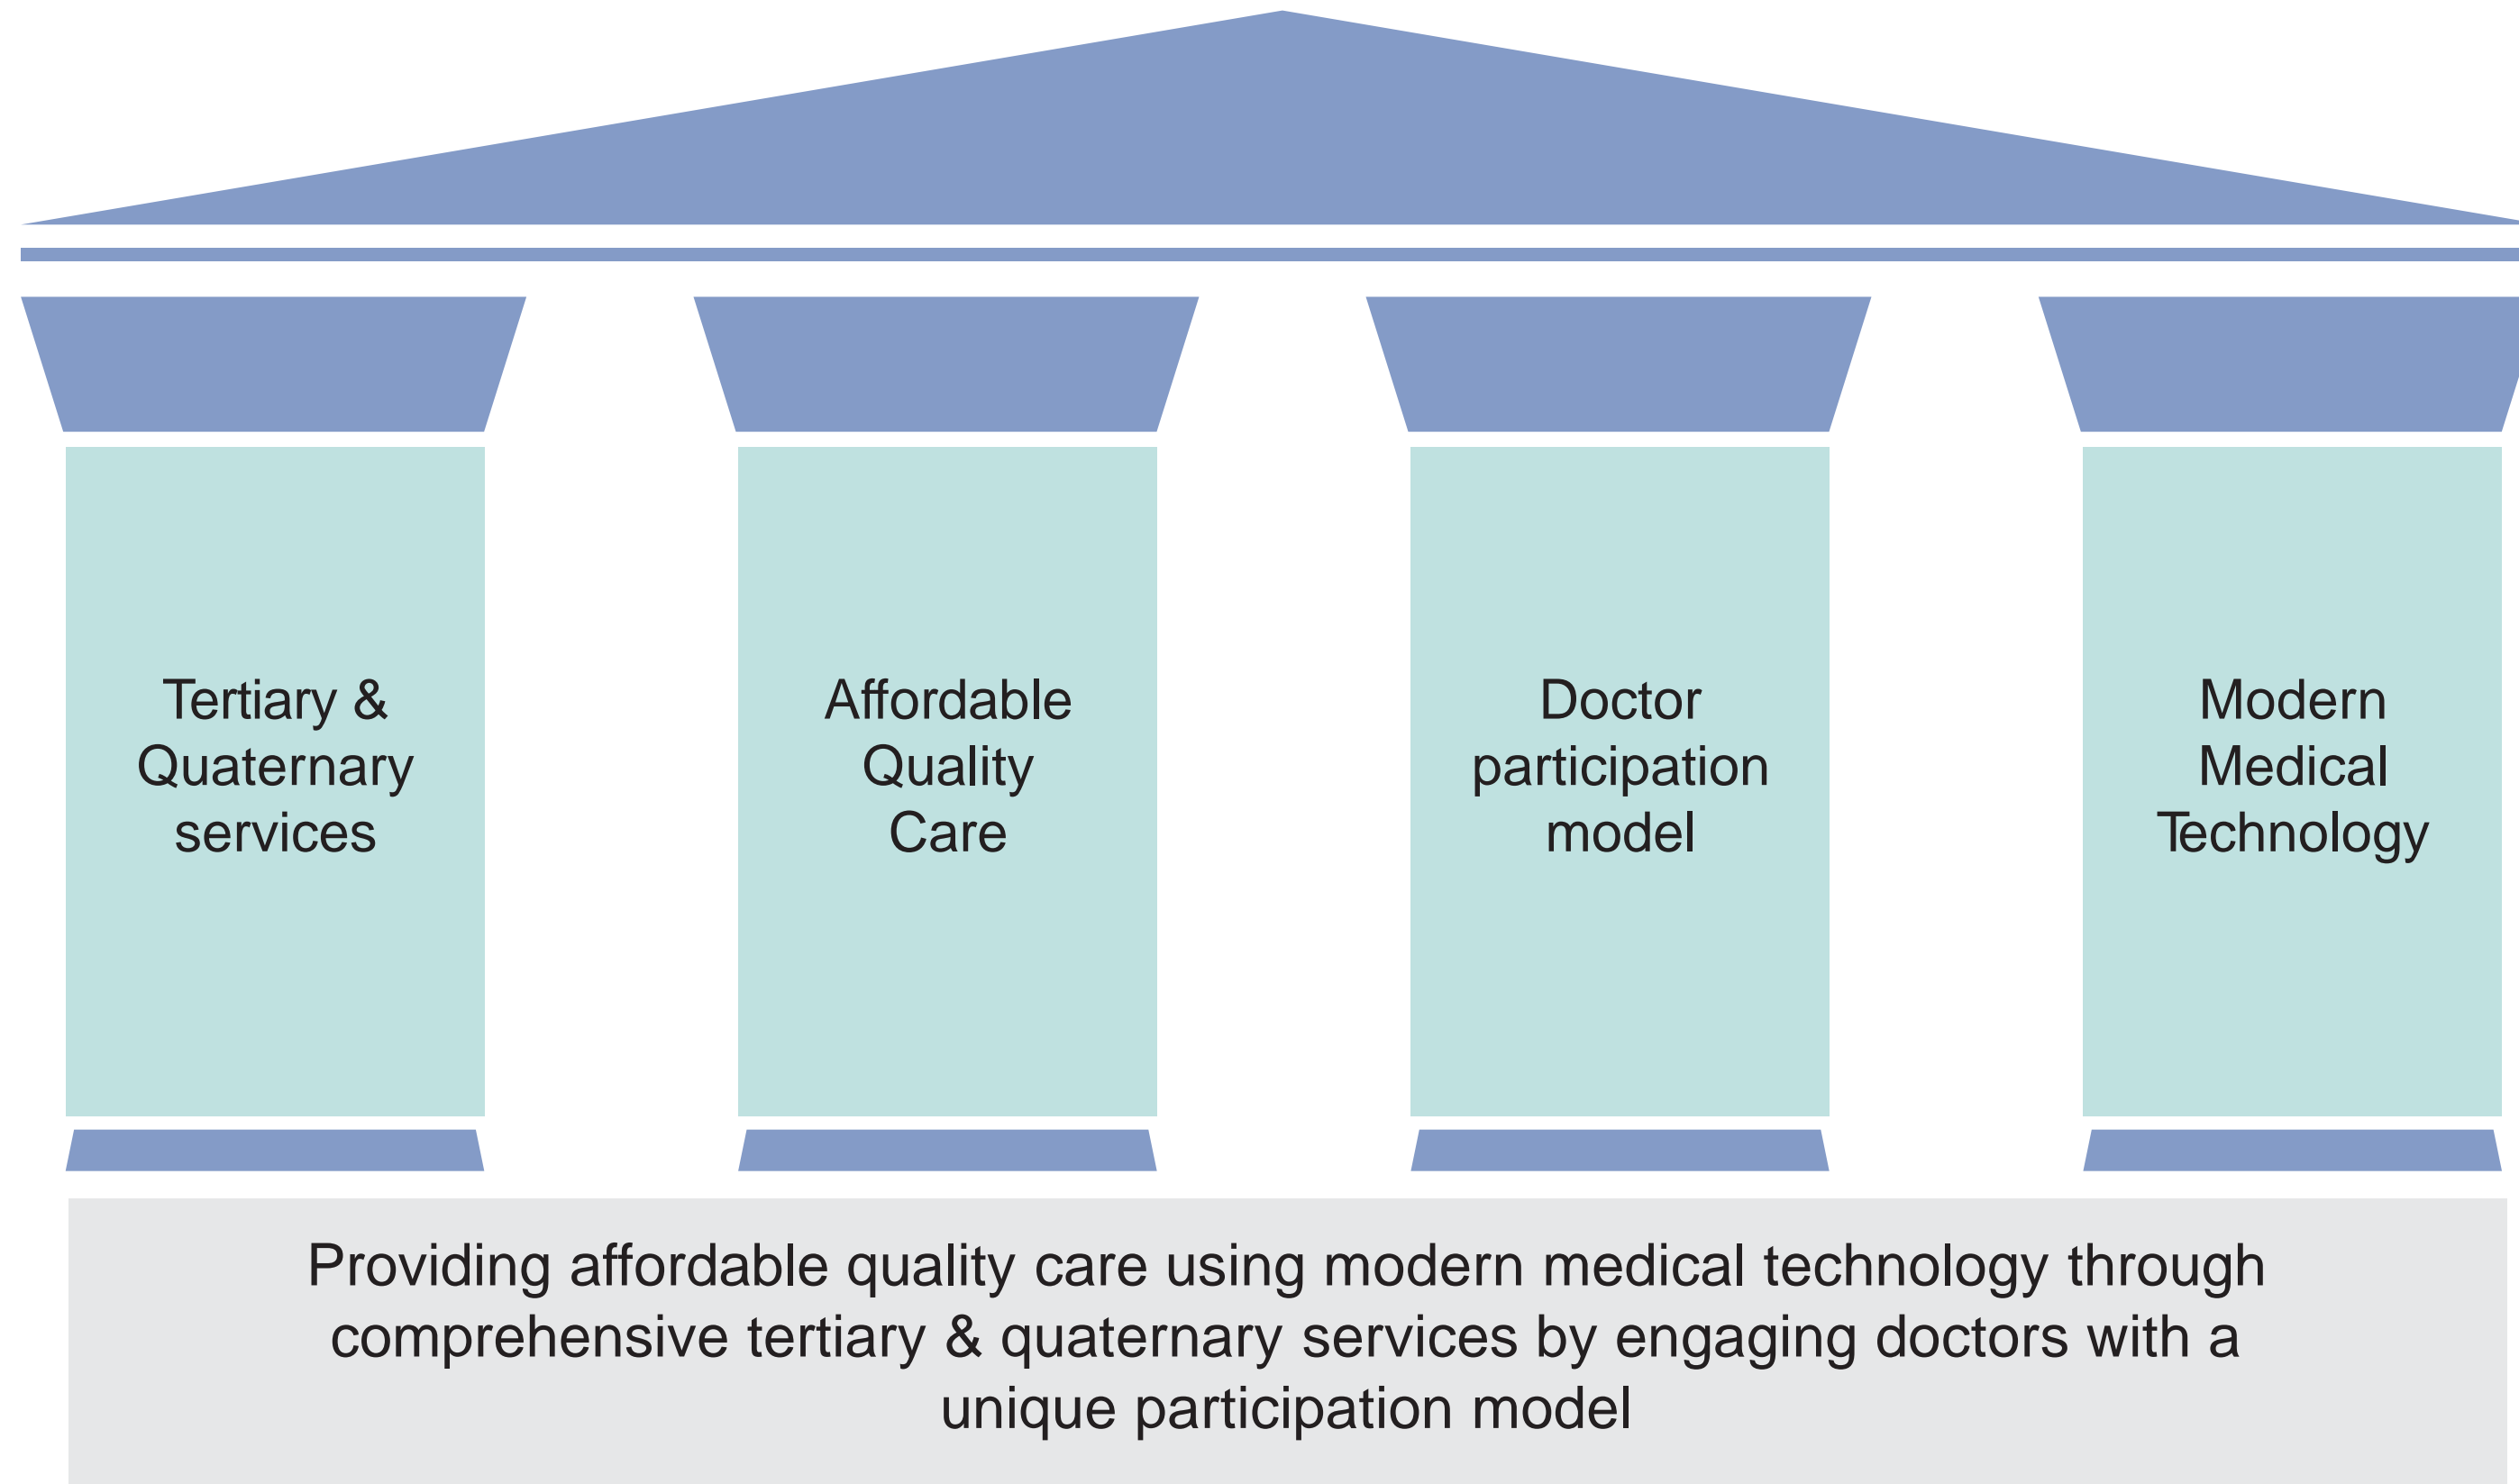 Tertiary &
Quaternary
services
Affordable
Quality
Care
Doctor
participation
model
Modern
Medical
Technology
Providing affordable quality care using modern medical technology through
comprehensive tertiary & quaternary services by engaging doctors with a
unique participation model